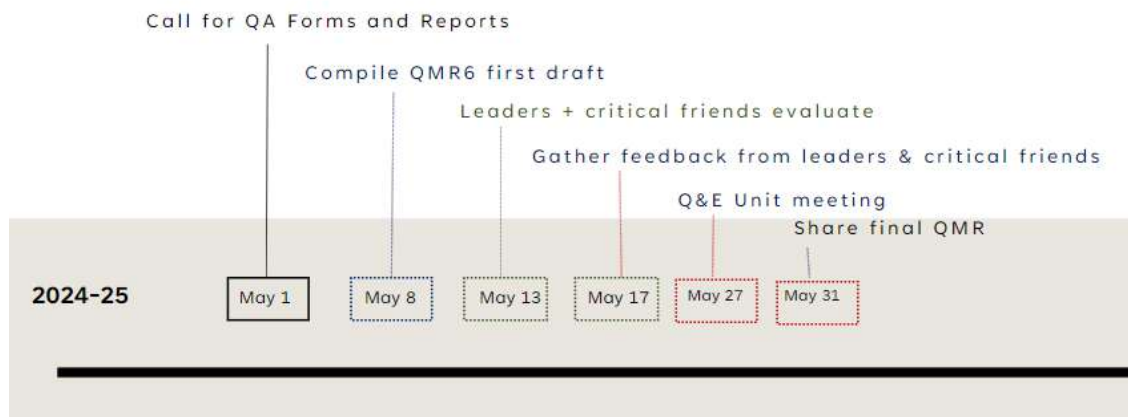 Call for QA Forms and Reports
Compile QMR6 first draft
Leaders + critical friends evaluate
Gather feedback from leaders & critical friends
Q&E Unit meeting
Share final QMR
2024-25
May 1
May 8
May 13
May 17
May 27
May 31